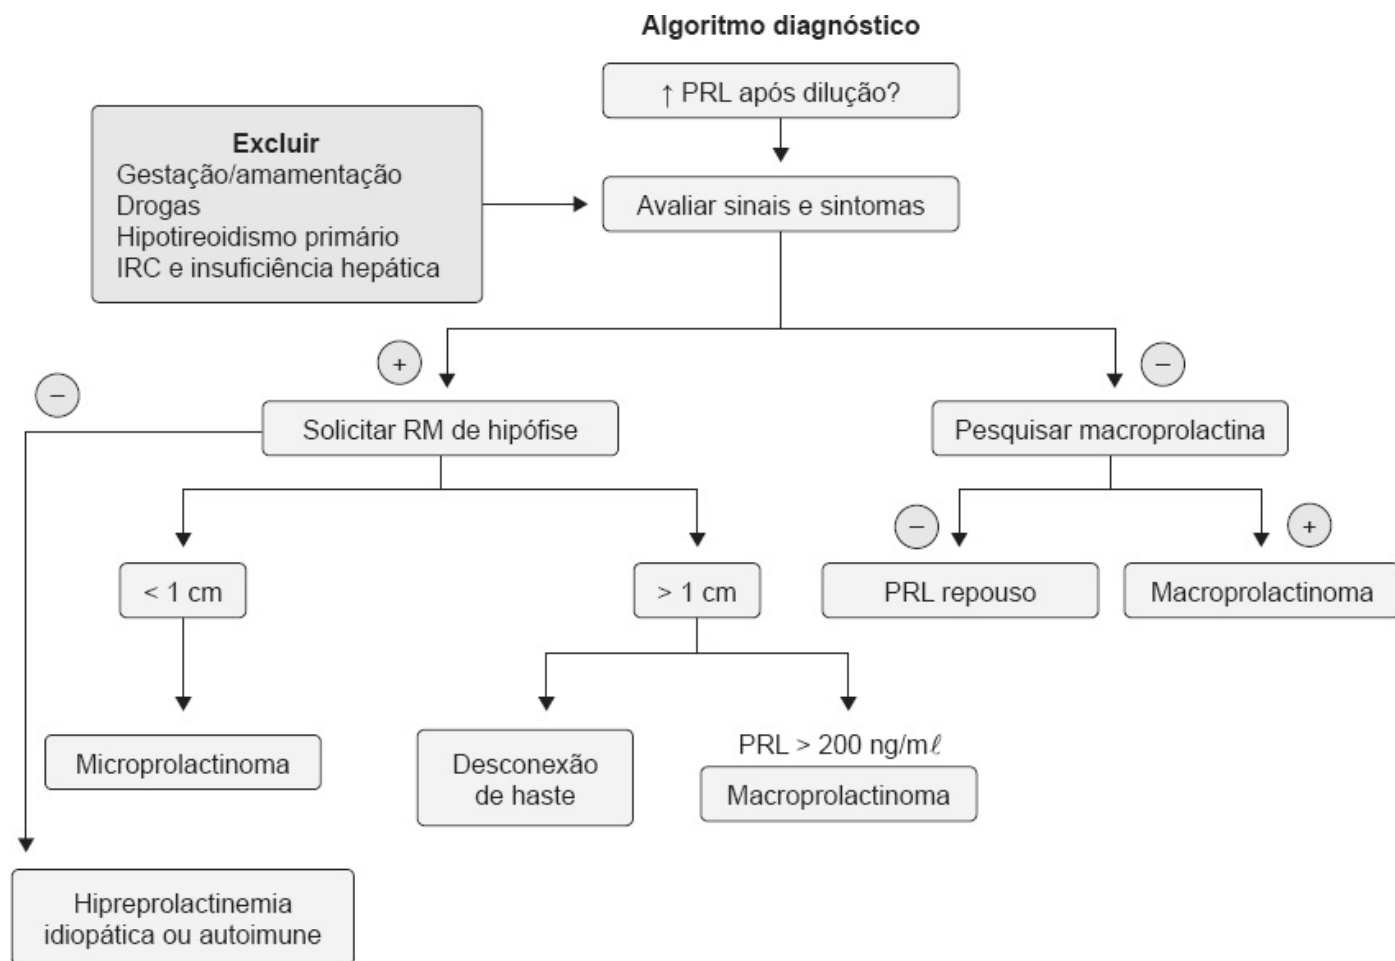 Algoritmo diagnóstico
↑ PRL após dilução?
Excluir
Gestação/amamentação
Drogas
Hipotireoidismo primário
IRC e insuficiência hepática
Avaliar sinais e sintomas
+
−
−
Solicitar RM de hipófise
Pesquisar macroprolactina
−
+
< 1 cm
> 1 cm
PRL repouso
Macroprolactinoma
Microprolactinoma
Desconexão
de haste
PRL > 200 ng/mℓ
Macroprolactinoma
Hipreprolactinemia
idiopática ou autoimune